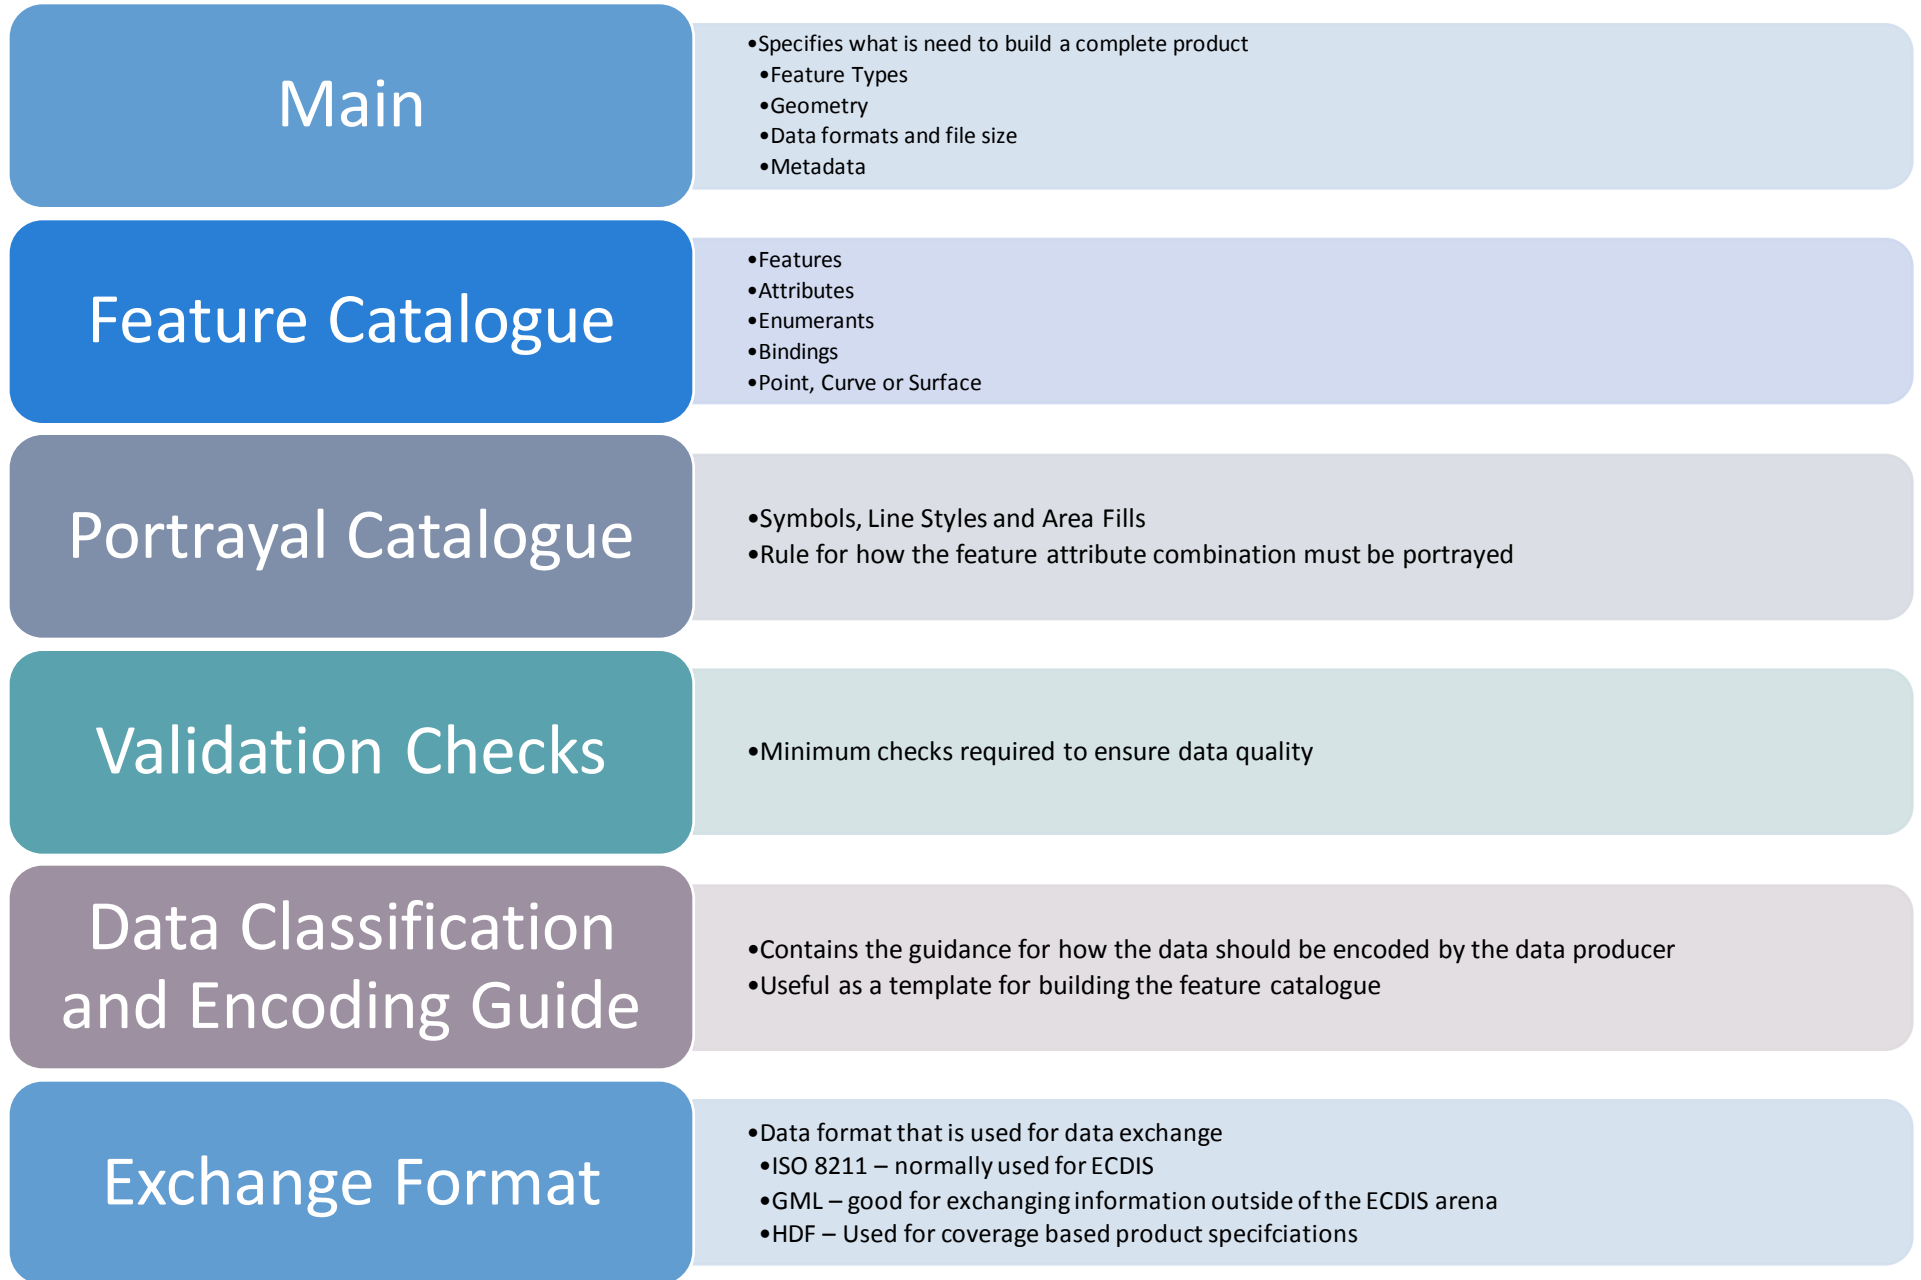 Main
•Specifies what is need to build a complete product
•Feature Types
•Geometry
•Data formats and file size
•Metadata
Feature Catalogue
•Features
•Attributes
•Enumerants
•Bindings
•Point, Curve or Surface
Portrayal Catalogue
•Symbols, Line Styles and Area Fills
•Rule for how the feature attribute combination must be portrayed
Validation Checks
•Minimum checks required to ensure data quality
Data Classification
and Encoding Guide
•Contains the guidance for how the data should be encoded by the data producer
•Useful as a template for building the feature catalogue
Exchange Format
•Data format that is used for data exchange
•ISO 8211 – normally used for ECDIS
•GML – good for exchanging information outside of the ECDIS arena
•HDF – Used for coverage based product specifciations